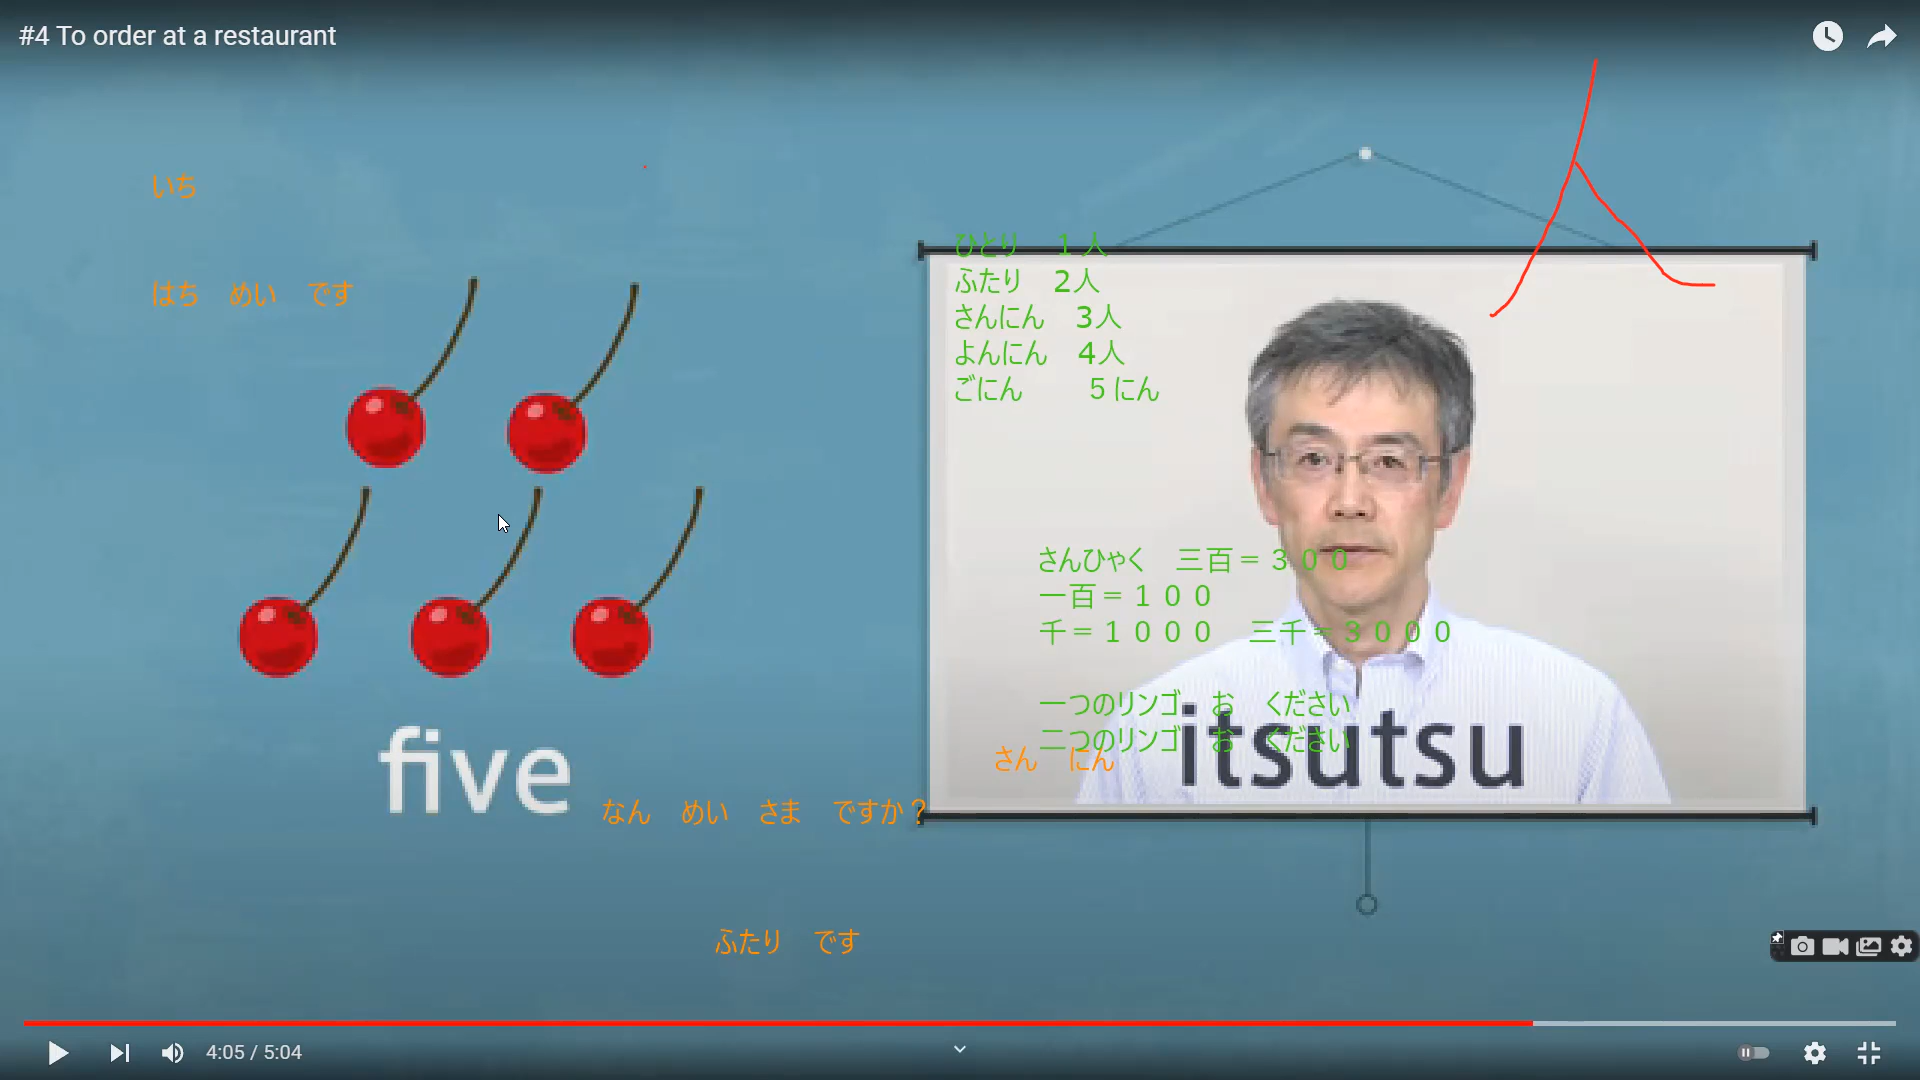 #4 To order at a restaurant
いち
はち　めい　です
ひとり　１人
ふたり　2人
さんにん　3人
よんにん　4人
ごにん　　５にん
さんひゃく　三百＝３００
一百＝１００
千＝１０００　三千＝３０００
一つのリンゴ　お　ください
二つのリンゴ　お　ください
さん　にん
itsutsu
five
なん　めい　さま　ですか？
ふたり　です
4:05 / 5:04